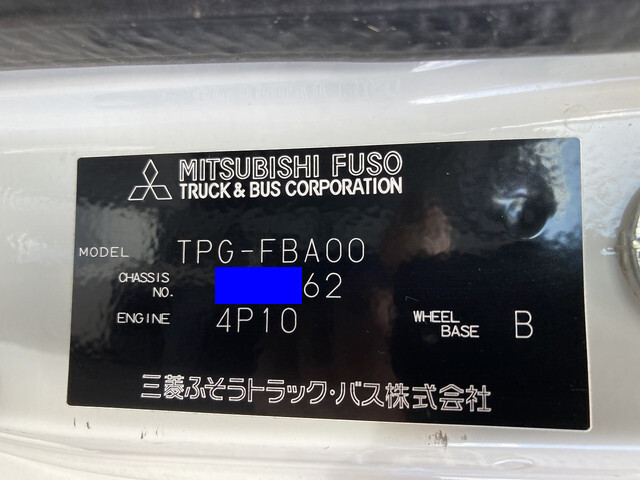 MITSUBISHI FUSO
TRUCK & BUS CORPORATION
MODEL TPG-FBA00
CHASSIS NO. 62
ENGINE 4P10 WHEEL BASE B
三菱ふそうトラック・バス株式会社